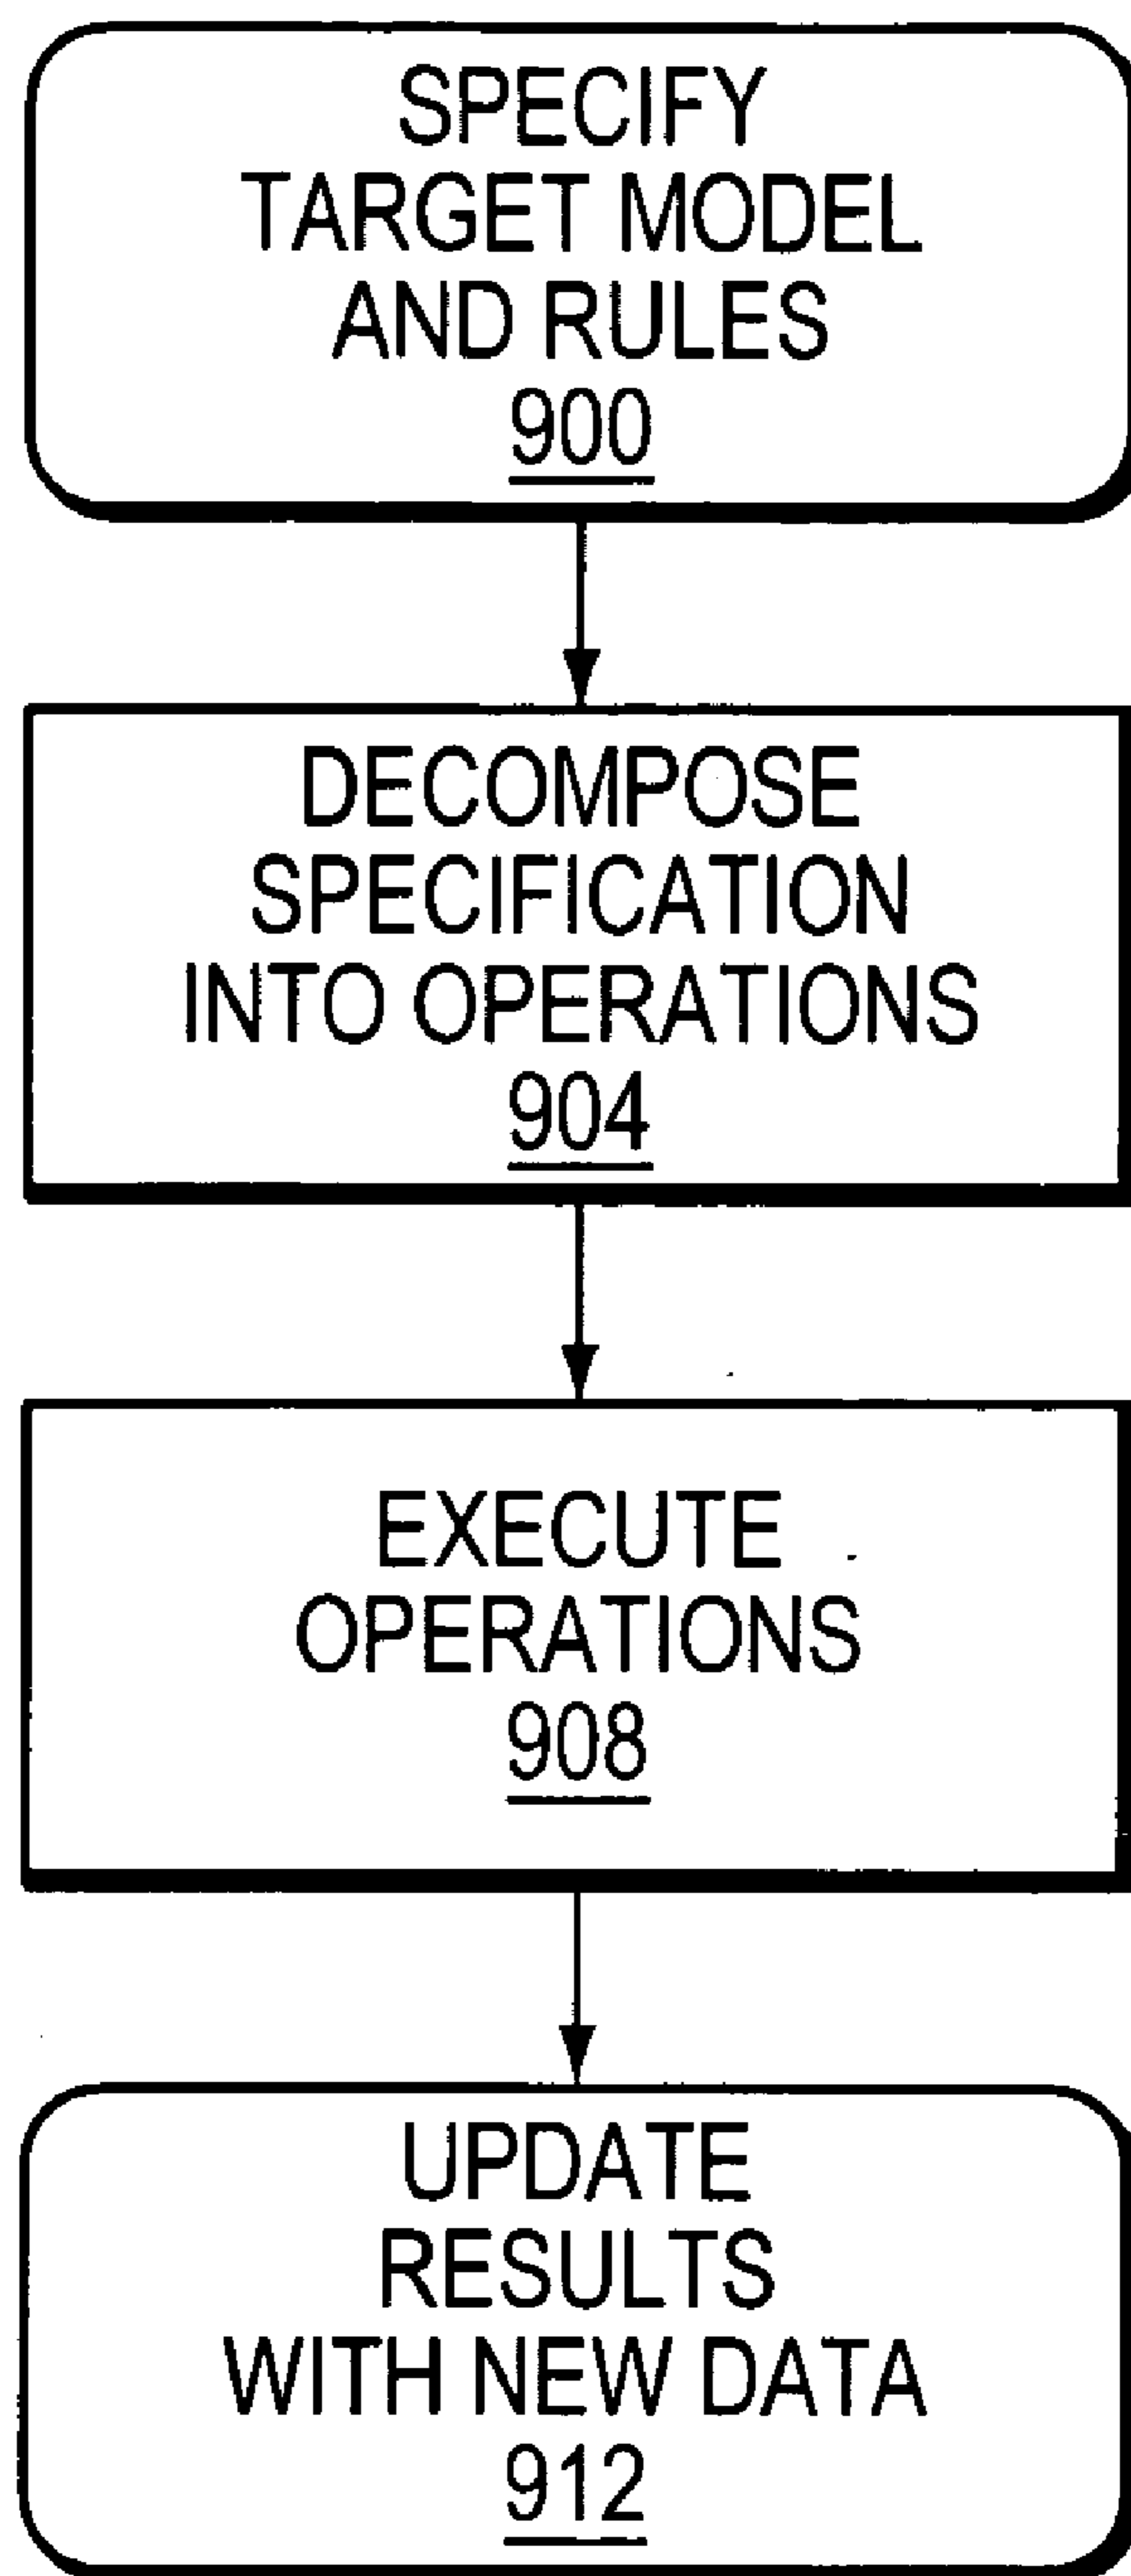 SPECIFY
TARGET MODEL
AND RULES
900
DECOMPOSE
SPECIFICATION
INTO OPERATIONS
904
EXECUTE
OPERATIONS
908
UPDATE
RESULTS
WITH NEW DATA
912